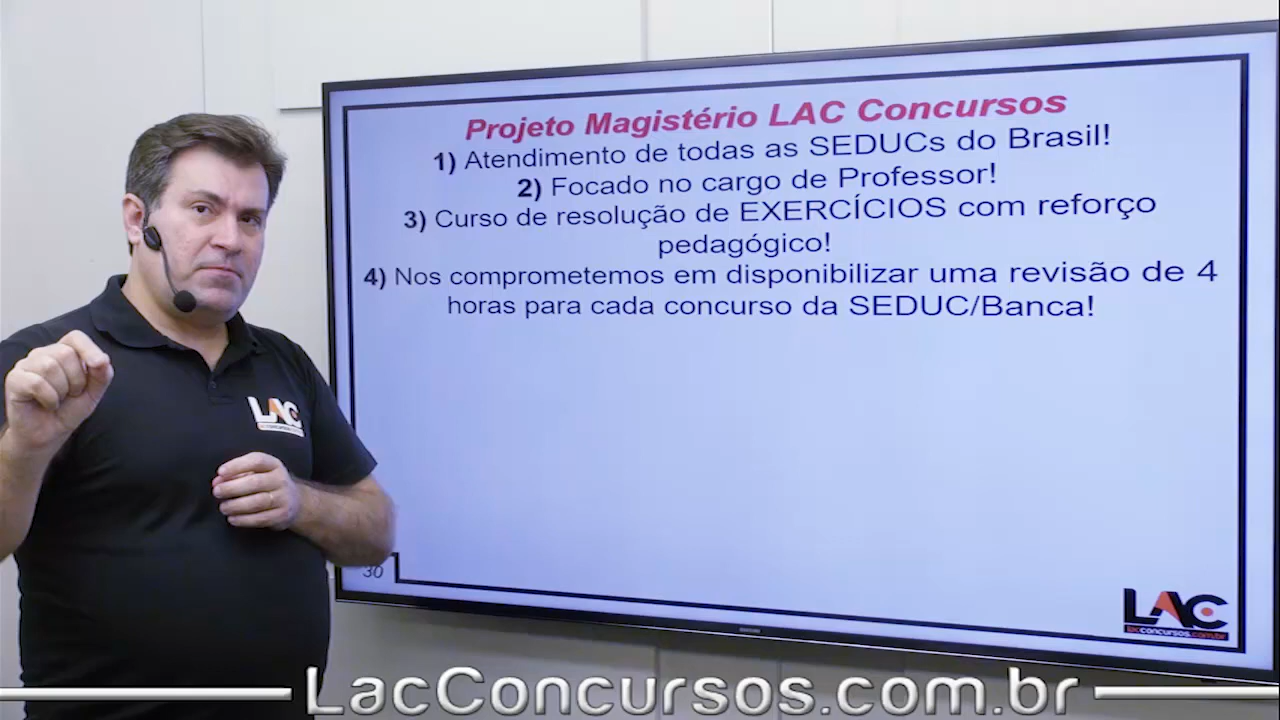 Projeto Magistério LAC Concursos
1) Atendimento de todas as SEDUCs do Brasil!
2) Focado no cargo de Professor!
3) Curso de resolução de EXERCÍCIOS com reforço
pedagógico!
4) Nos comprometemos em disponibilizar uma revisão de 4
horas para cada concurso da SEDUC/Banca!
LAC
30
LAC
lacconcursos.com.br
LacConcursos.com.br